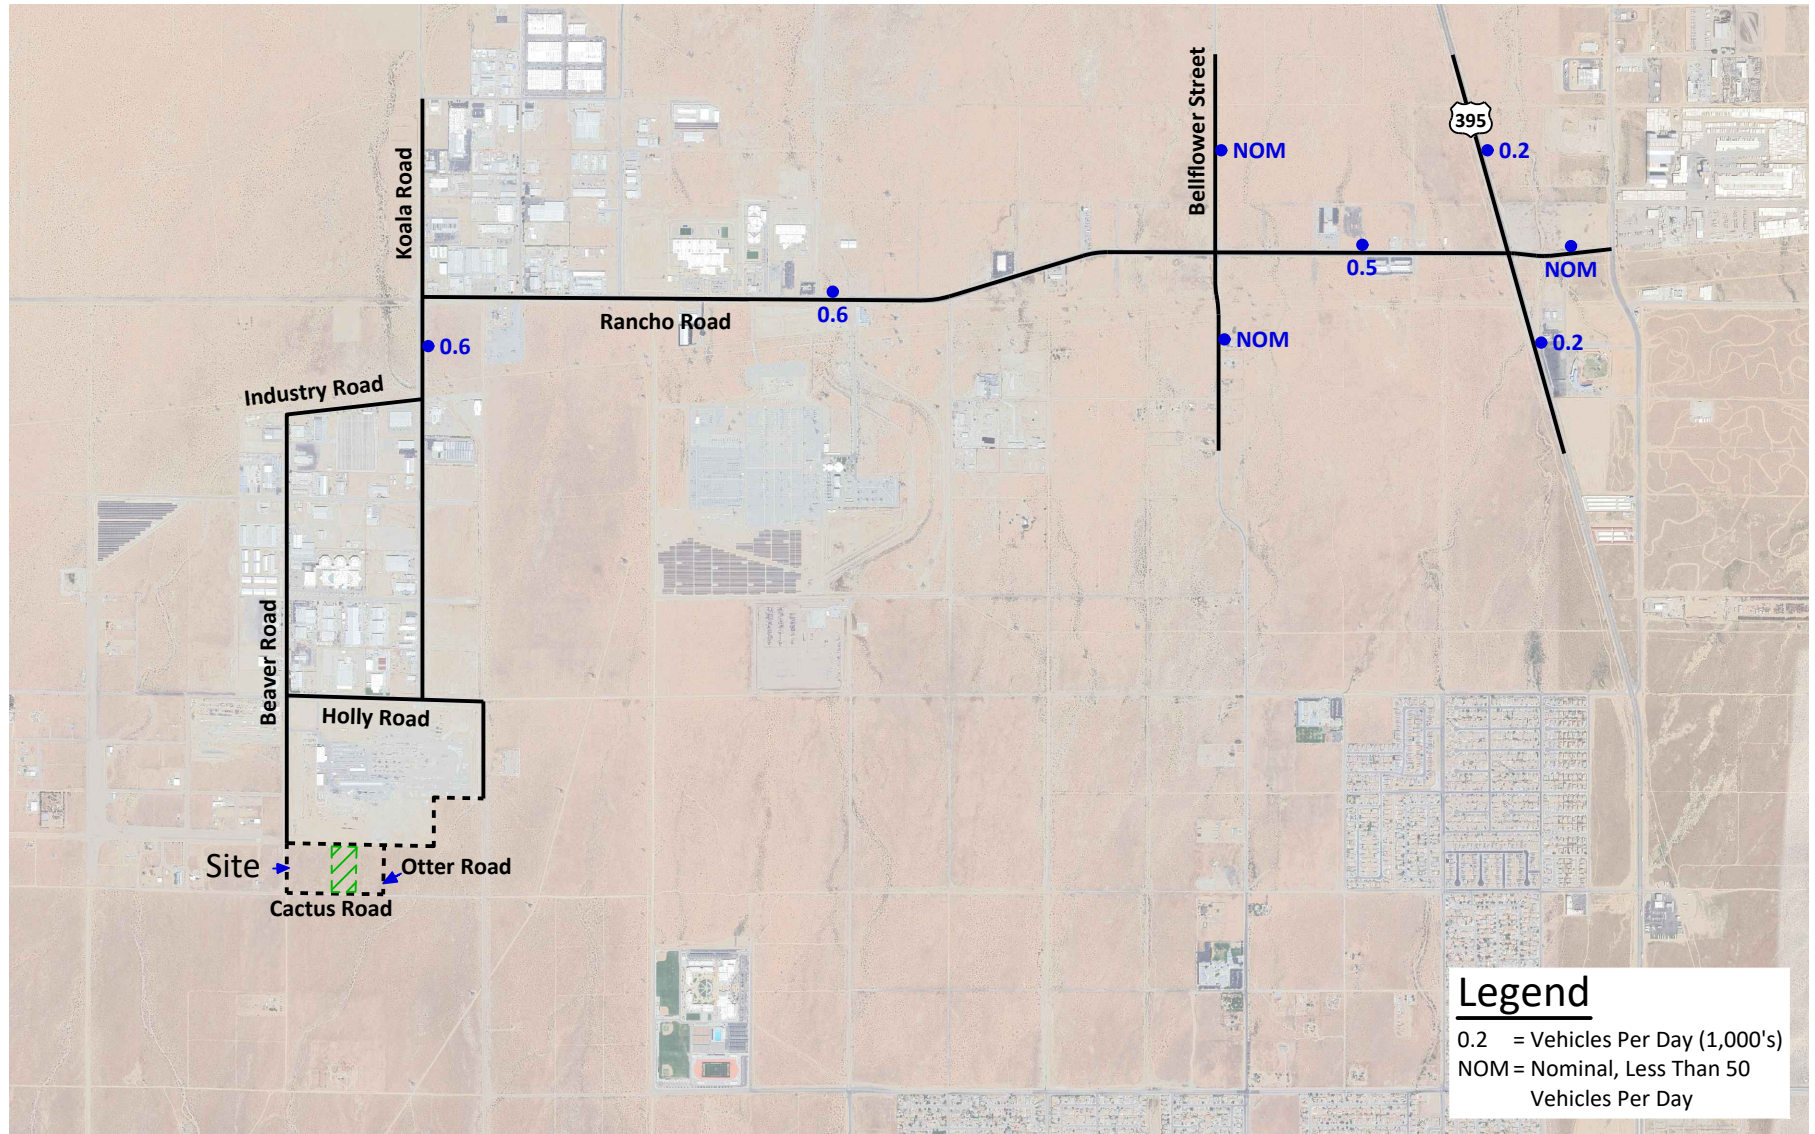 Bellflower Street
395
Koala Road
NOM
0.2
0.5
NOM
0.6
Rancho Road
0.6
NOM
0.2
Industry Road
Beaver Road
Holly Road
Site
Otter Road
Cactus Road
Legend
0.2 = Vehicles Per Day (1,000's)
NOM = Nominal, Less Than 50
Vehicles Per Day